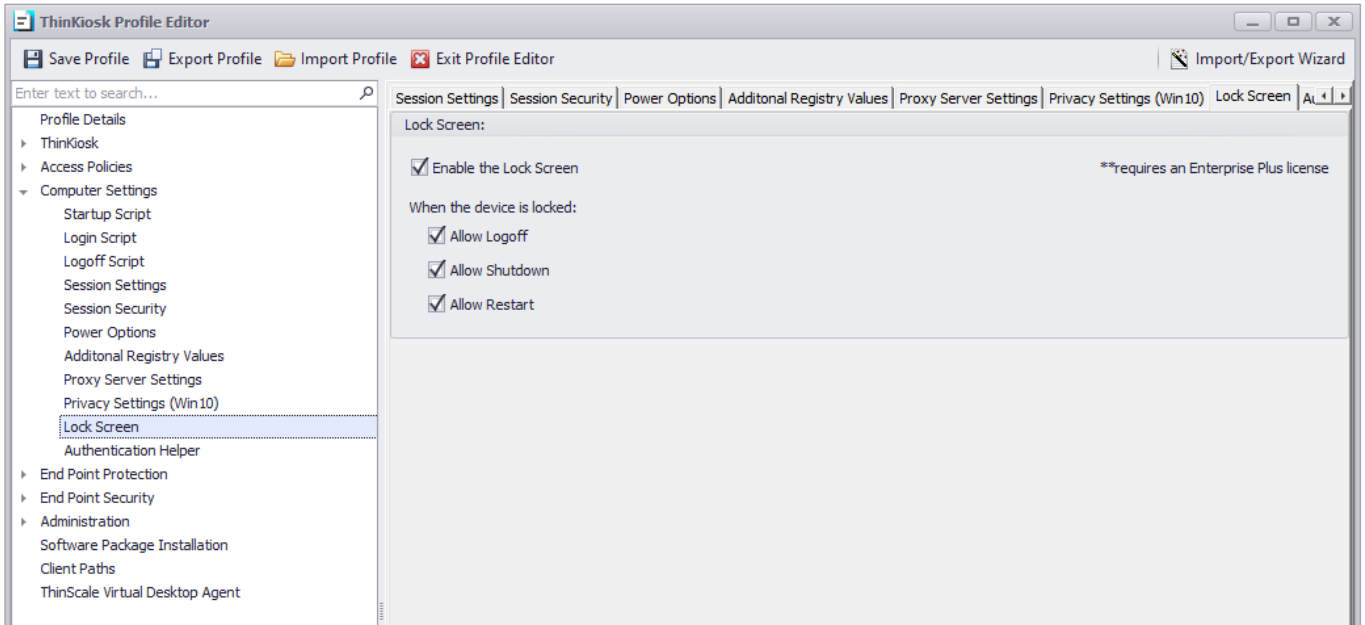 ThinKiosk Profile Editor
Save Profile Export Profile Import Profile Exit Profile Editor Import/Export Wizard
Enter text to search...
Profile Details
ThinKiosk
Access Policies
Computer Settings
Startup Script
Login Script
Logoff Script
Session Settings
Session Security
Power Options
Additonal Registry Values
Proxy Server Settings
Privacy Settings (Win10)
Lock Screen
Authentication Helper
End Point Protection
End Point Security
Administration
Software Package Installation
Client Paths
ThinScale Virtual Desktop Agent
Session Settings Session Security Power Options Additonal Registry Values Proxy Server Settings Privacy Settings (Win10) Lock Screen
Lock Screen:
Enable the Lock Screen **requires an Enterprise Plus license
When the device is locked:
Allow Logoff
Allow Shutdown
Allow Restart